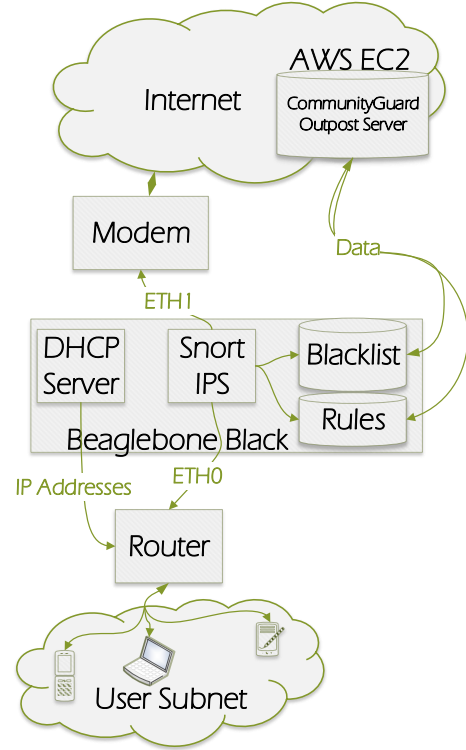 AWS EC2
Internet
CommunityGuard
Outpost Server
Modem
Data
ETH1
DHCP
Server
Snort
IPS
Blacklist
Rules
Beaglebone Black
IP Addresses
ETH0
Router
User Subnet